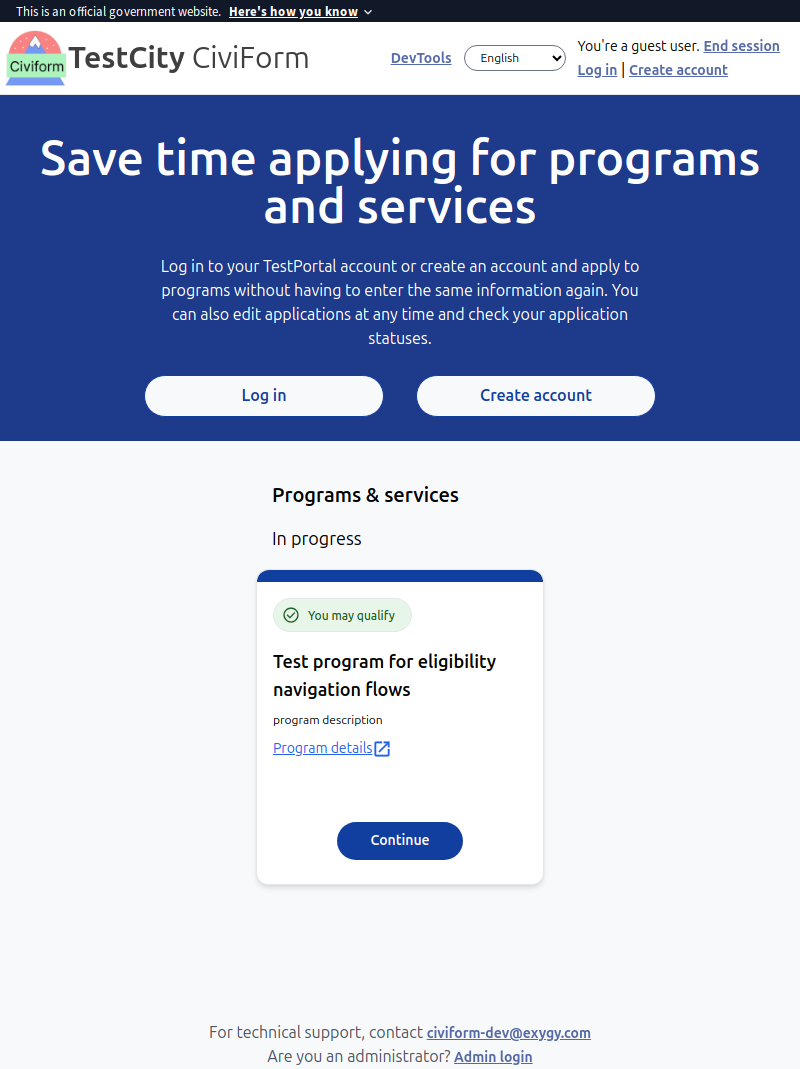 This is an official government website. Here's how you know
Civiform
TestCity CiviForm
DevTools
English
You're a guest user. End session
Log in | Create account
Save time applying for programs
and services
Log in to your TestPortal account or create an account and apply to
programs without having to enter the same information again. You
can also edit applications at any time and check your application
statuses.
Log in
Create account
Programs & services
In progress
You may qualify
Test program for eligibility
navigation flows
program description
Program details
Continue
For technical support, contact civiform-dev@exygy.com
Are you an administrator? Admin login